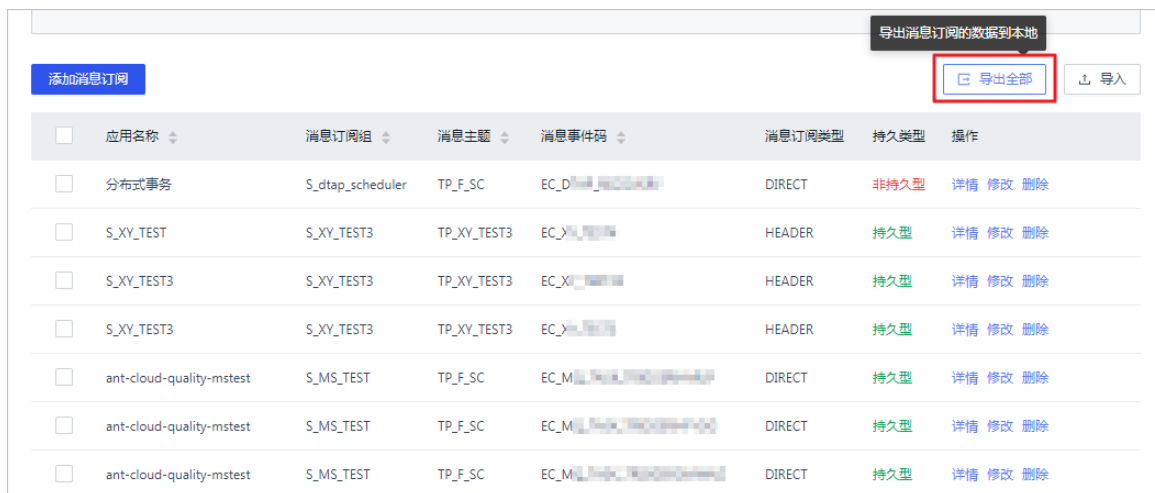 导出消息订阅的数据到本地
添加消息订阅 导出全部 导入
应用名称 消息订阅组 消息主题 消息事件码 消息订阅类型 持久类型 操作
分布式事务 S_dtap_scheduler TP_F_SC DIRECT 非持久型 详情 修改 删除
S_XY_TEST S_XY_TEST3 TP_XY_TEST3 HEADER 持久型 详情 修改 删除
S_XY_TEST3 S_XY_TEST3 TP_XY_TEST3 HEADER 持久型 详情 修改 删除
S_XY_TEST3 S_XY_TEST3 TP_XY_TEST3 HEADER 持久型 详情 修改 删除
ant-cloud-quality-mstest S_MS_TEST TP_F_SC DIRECT 持久型 详情 修改 删除
ant-cloud-quality-mstest S_MS_TEST TP_F_SC DIRECT 持久型 详情 修改 删除
ant-cloud-quality-mstest S_MS_TEST TP_F_SC DIRECT 持久型 详情 修改 删除